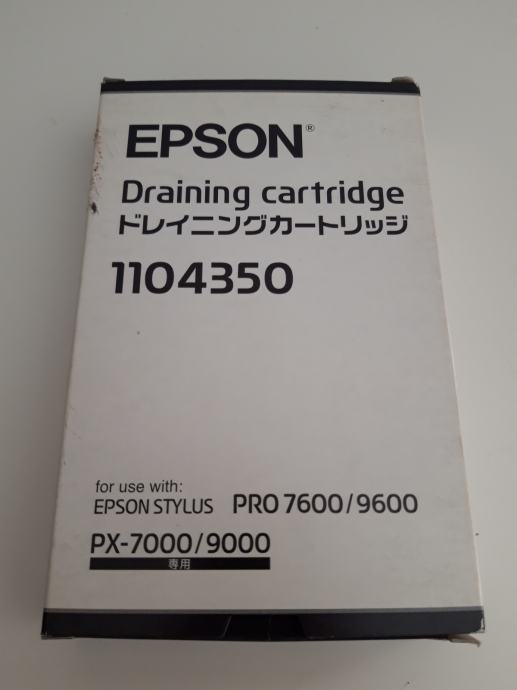 EPSON®
Draining cartridge
ドレイニングカートリッジ
1104350
for use with:
EPSON STYLUS PRO 7600/9600
PX-7000/9000
専用